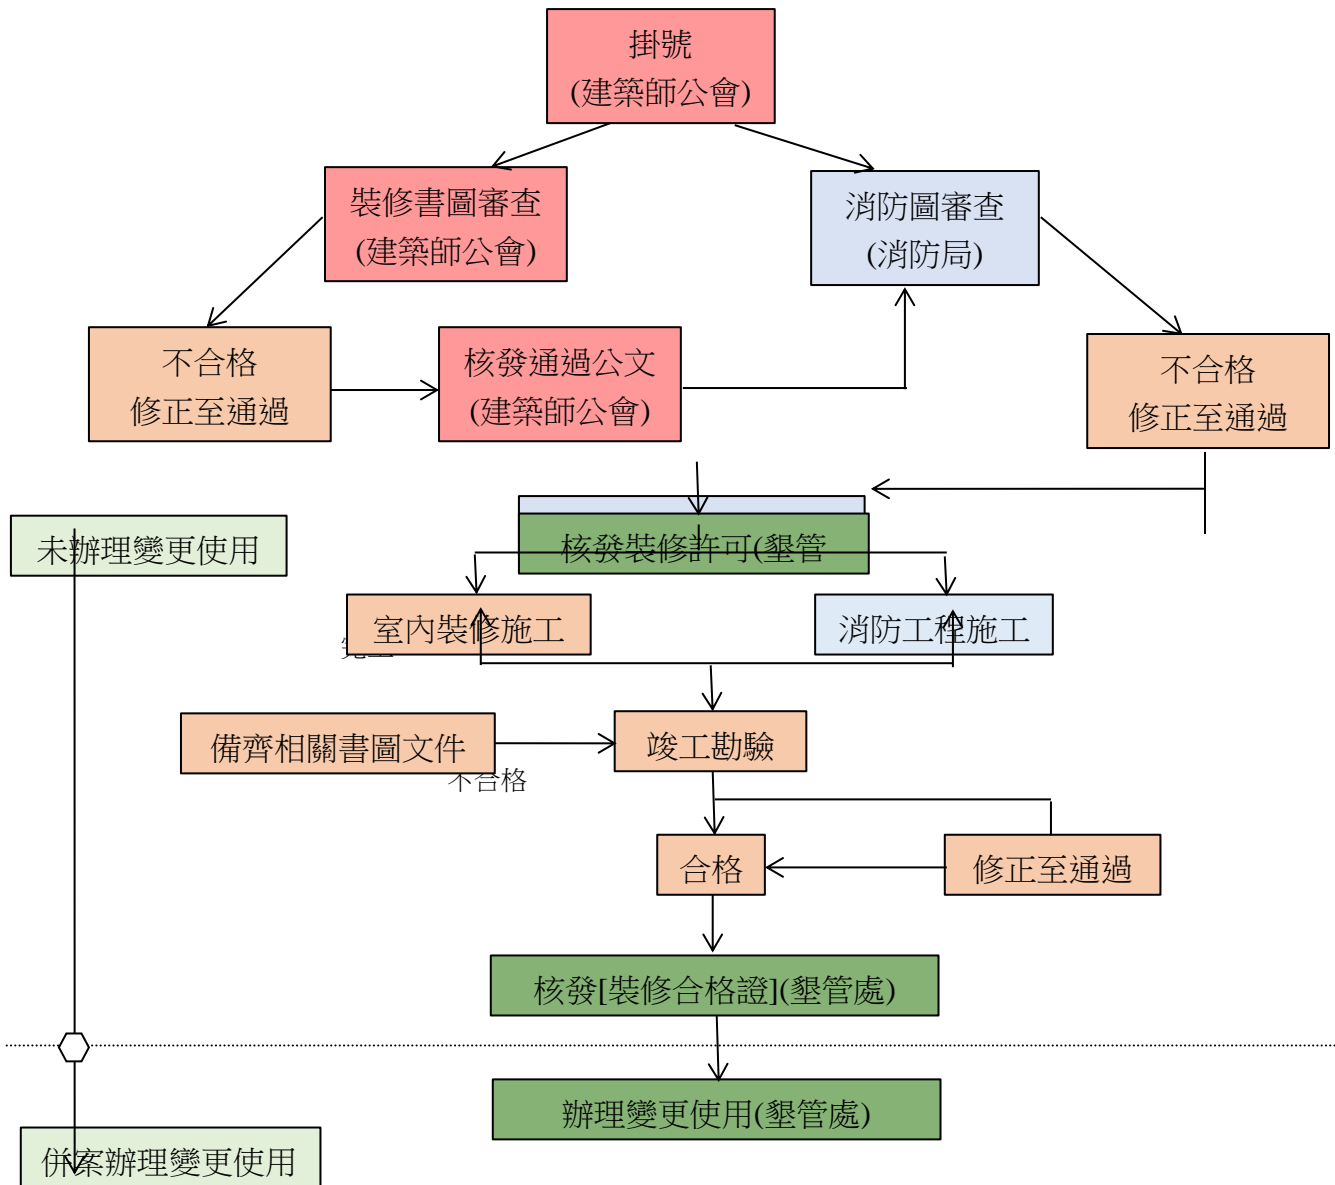 掛號
(建築師公會)
裝修書圖審查
(建築師公會)
消防圖審查
(消防局)
不合格
修正至通過
核發通過公文
(建築師公會)
不合格
修正至通過
未辦理變更使用
核發裝修許可(墾管
室內裝修施工
消防工程施工
備齊相關書圖文件
竣工勘驗
不合格
合格
修正至通過
核發[裝修合格證](墾管處)
辦理變更使用(墾管處)
併案辦理變更使用